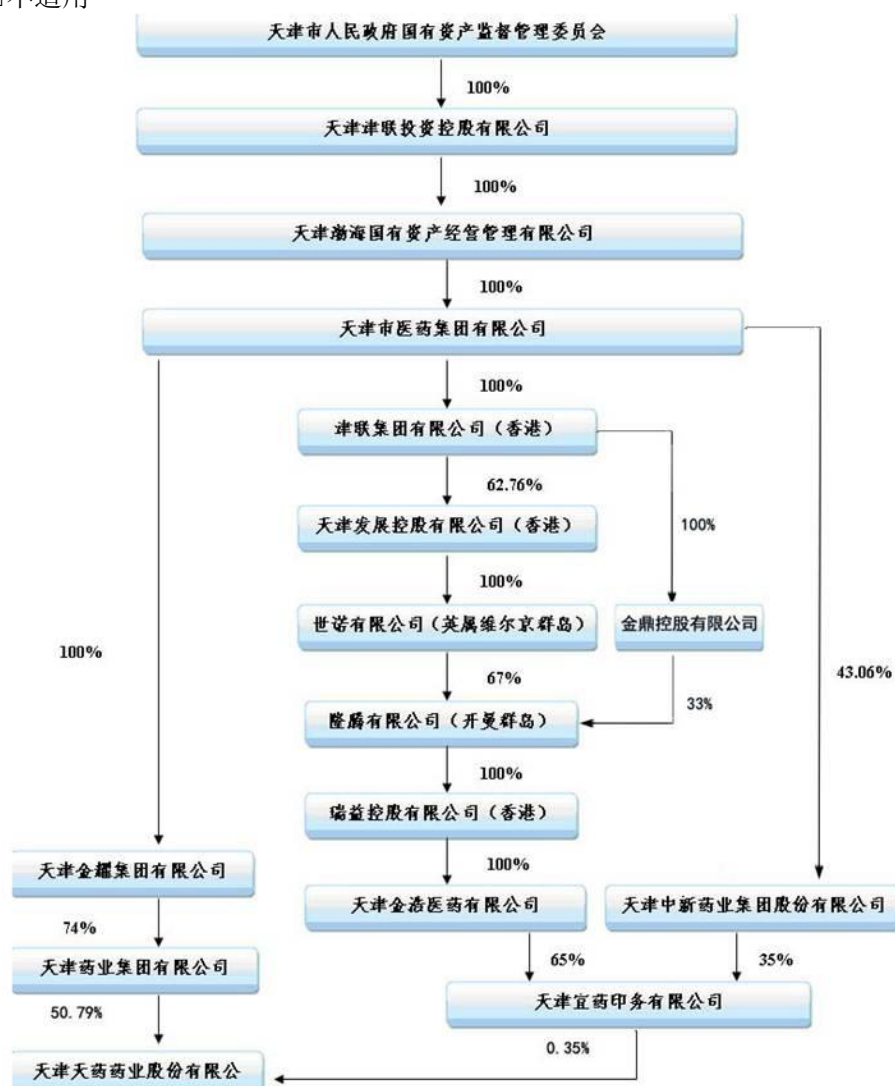 不适用
天津市人民政府国有资产监督管理委员会
100%
天津津联投资控股有限公司
100%
天津渤海国有资产经营管理有限公司
100%
天津市医药集团有限公司
100%
津联集团有限公司（香港）
62.76%
天津发展控股有限公司（香港）
100%
100%
世诺有限公司（英属维尔京群岛）
金鼎控股有限公司
100%
67%
43.06%
33%
隆腾有限公司（开曼群岛）
100%
瑞益控股有限公司（香港）
天津金耀集团有限公司
100%
天津金浩医药有限公司
天津中新药业集团股份有限公司
74%
65%
35%
天津药业集团有限公司
天津宜药印务有限公司
50.79%
0.35%
天津天药药业股份有限公